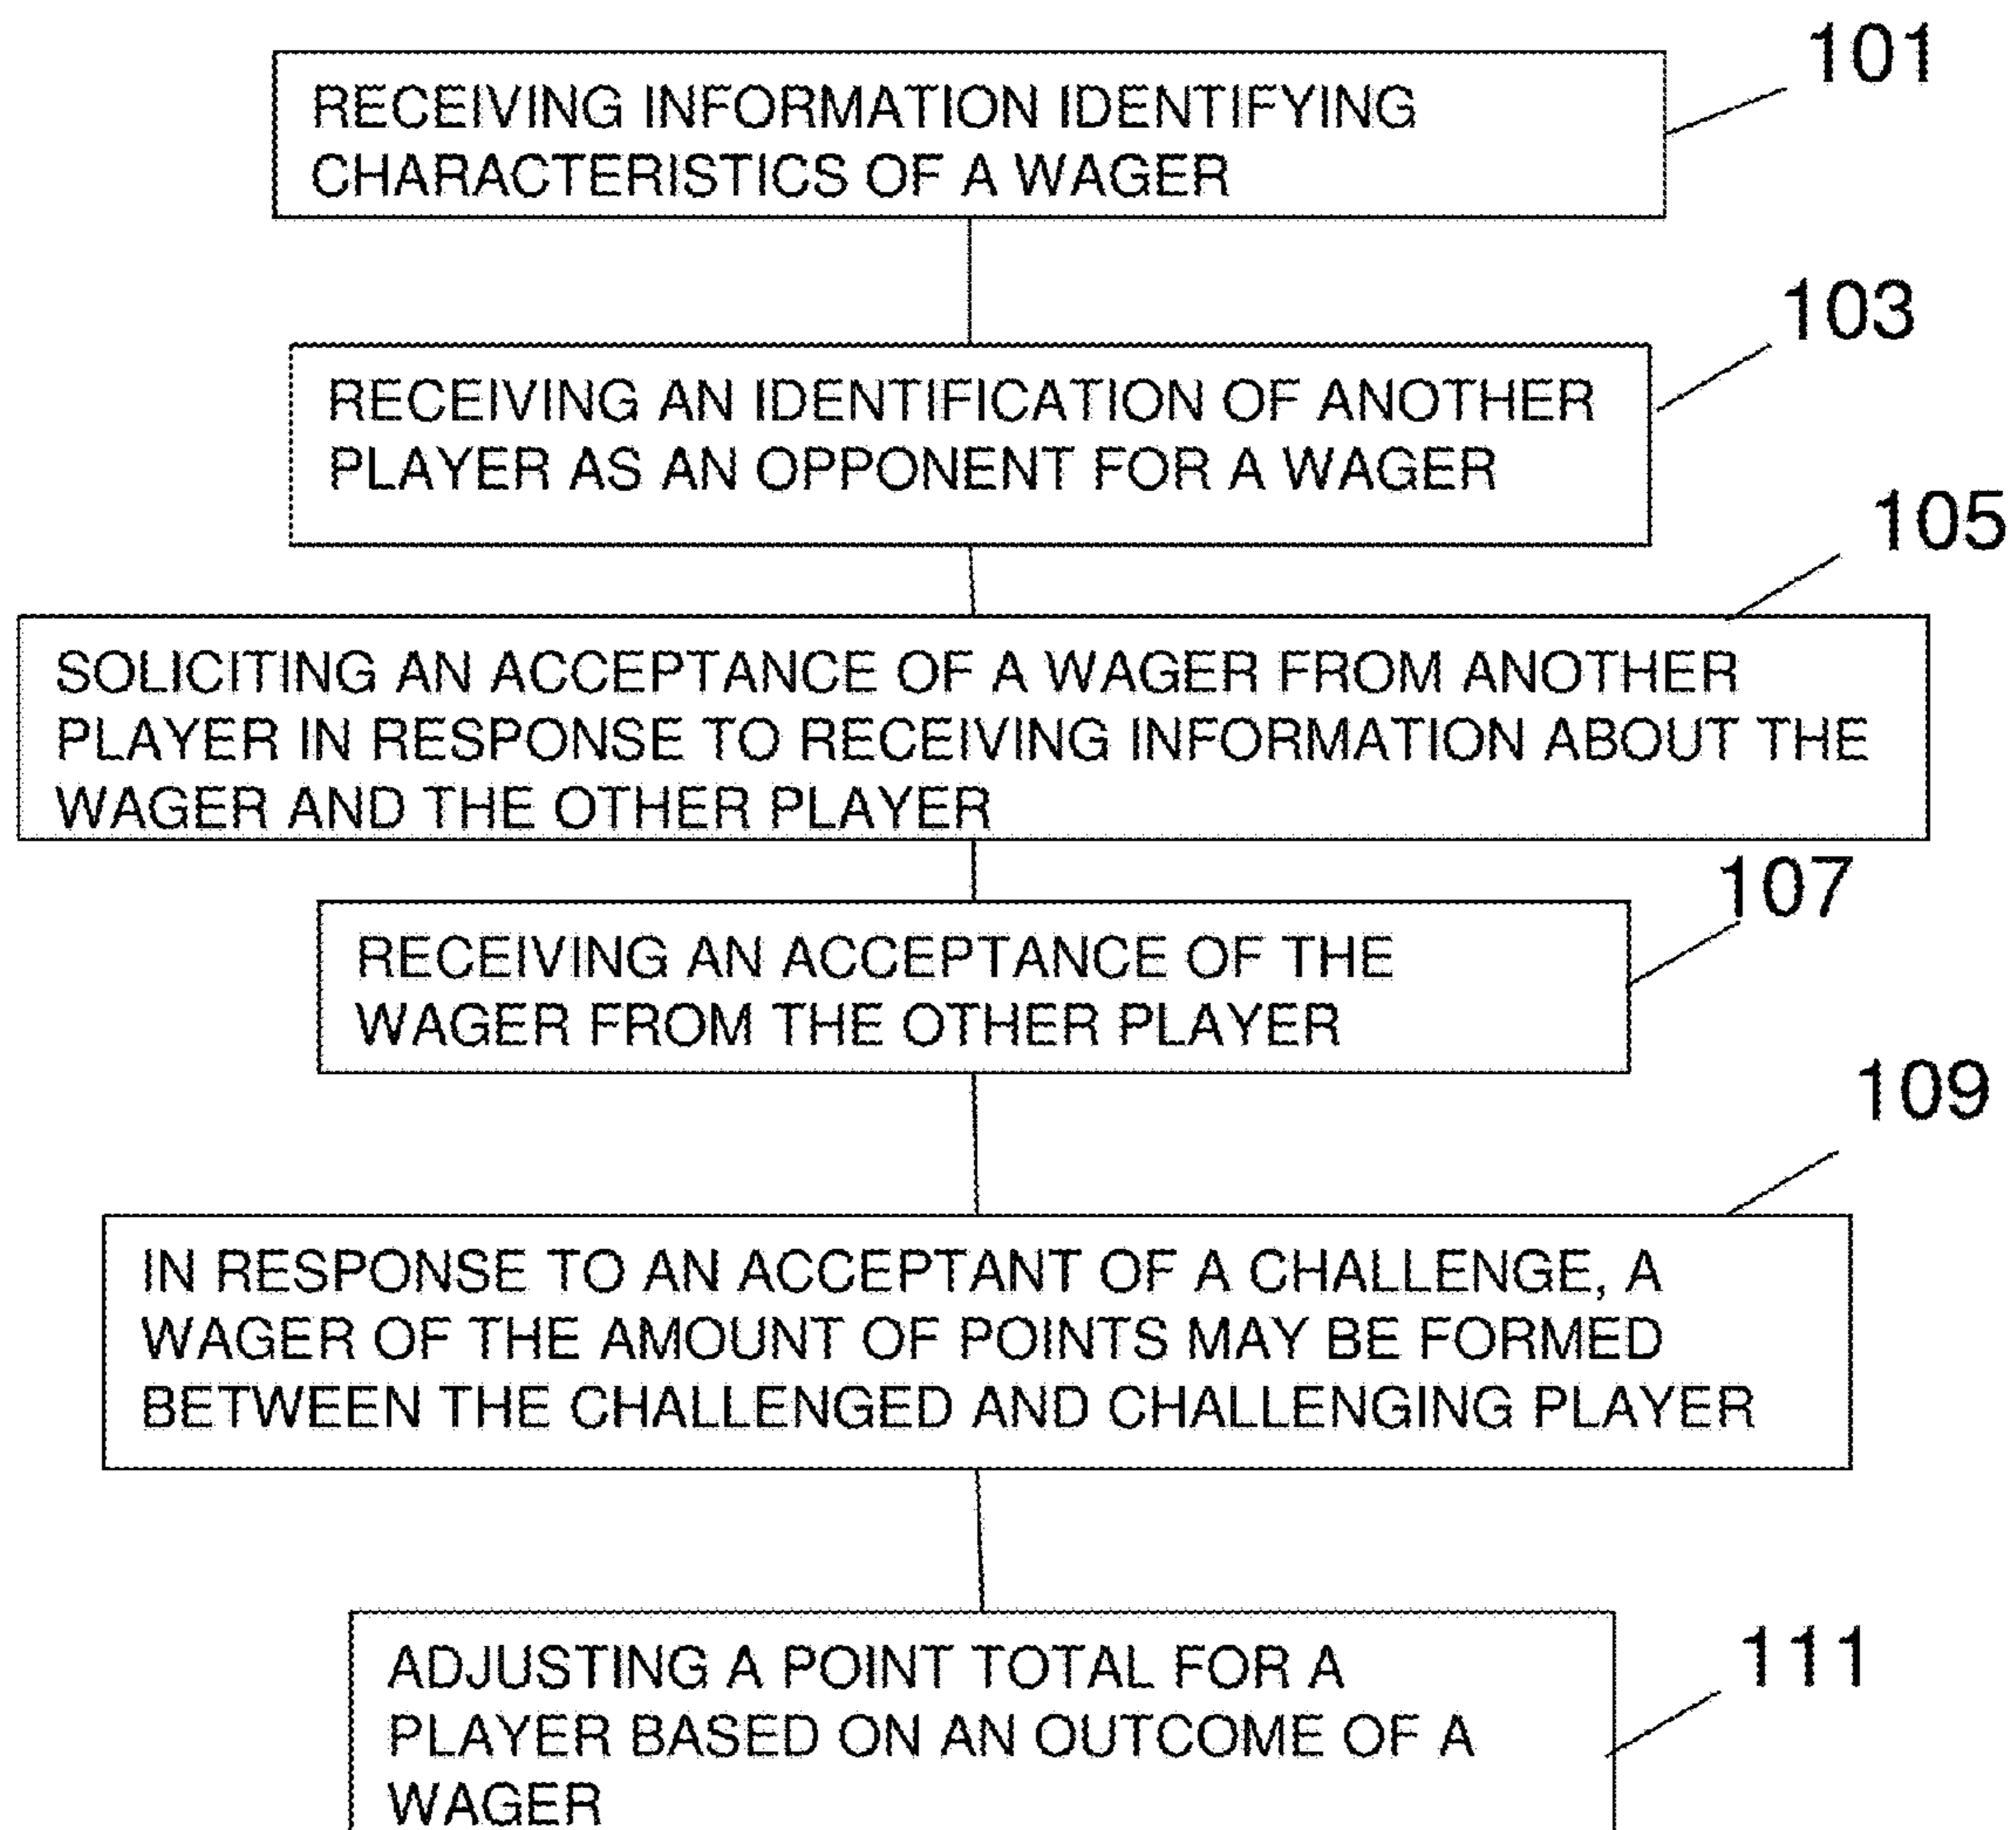 101
RECEIVING INFORMATION IDENTIFYING
CHARACTERISTICS OF A WAGER
103
RECEIVING AN IDENTIFICATION OF ANOTHER
PLAYER AS AN OPPONENT FOR A WAGER
105
SOLICITING AN ACCEPTANCE OF A WAGER FROM ANOTHER
PLAYER IN RESPONSE TO RECEIVING INFORMATION ABOUT THE
WAGER AND THE OTHER PLAYER
107
RECEIVING AN ACCEPTANCE OF THE
WAGER FROM THE OTHER PLAYER
109
IN RESPONSE TO AN ACCEPTANT OF A CHALLENGE, A
WAGER OF THE AMOUNT OF POINTS MAY BE FORMED
BETWEEN THE CHALLENGED AND CHALLENGING PLAYER
111
ADJUSTING A POINT TOTAL FOR A
PLAYER BASED ON AN OUTCOME OF A
WAGER